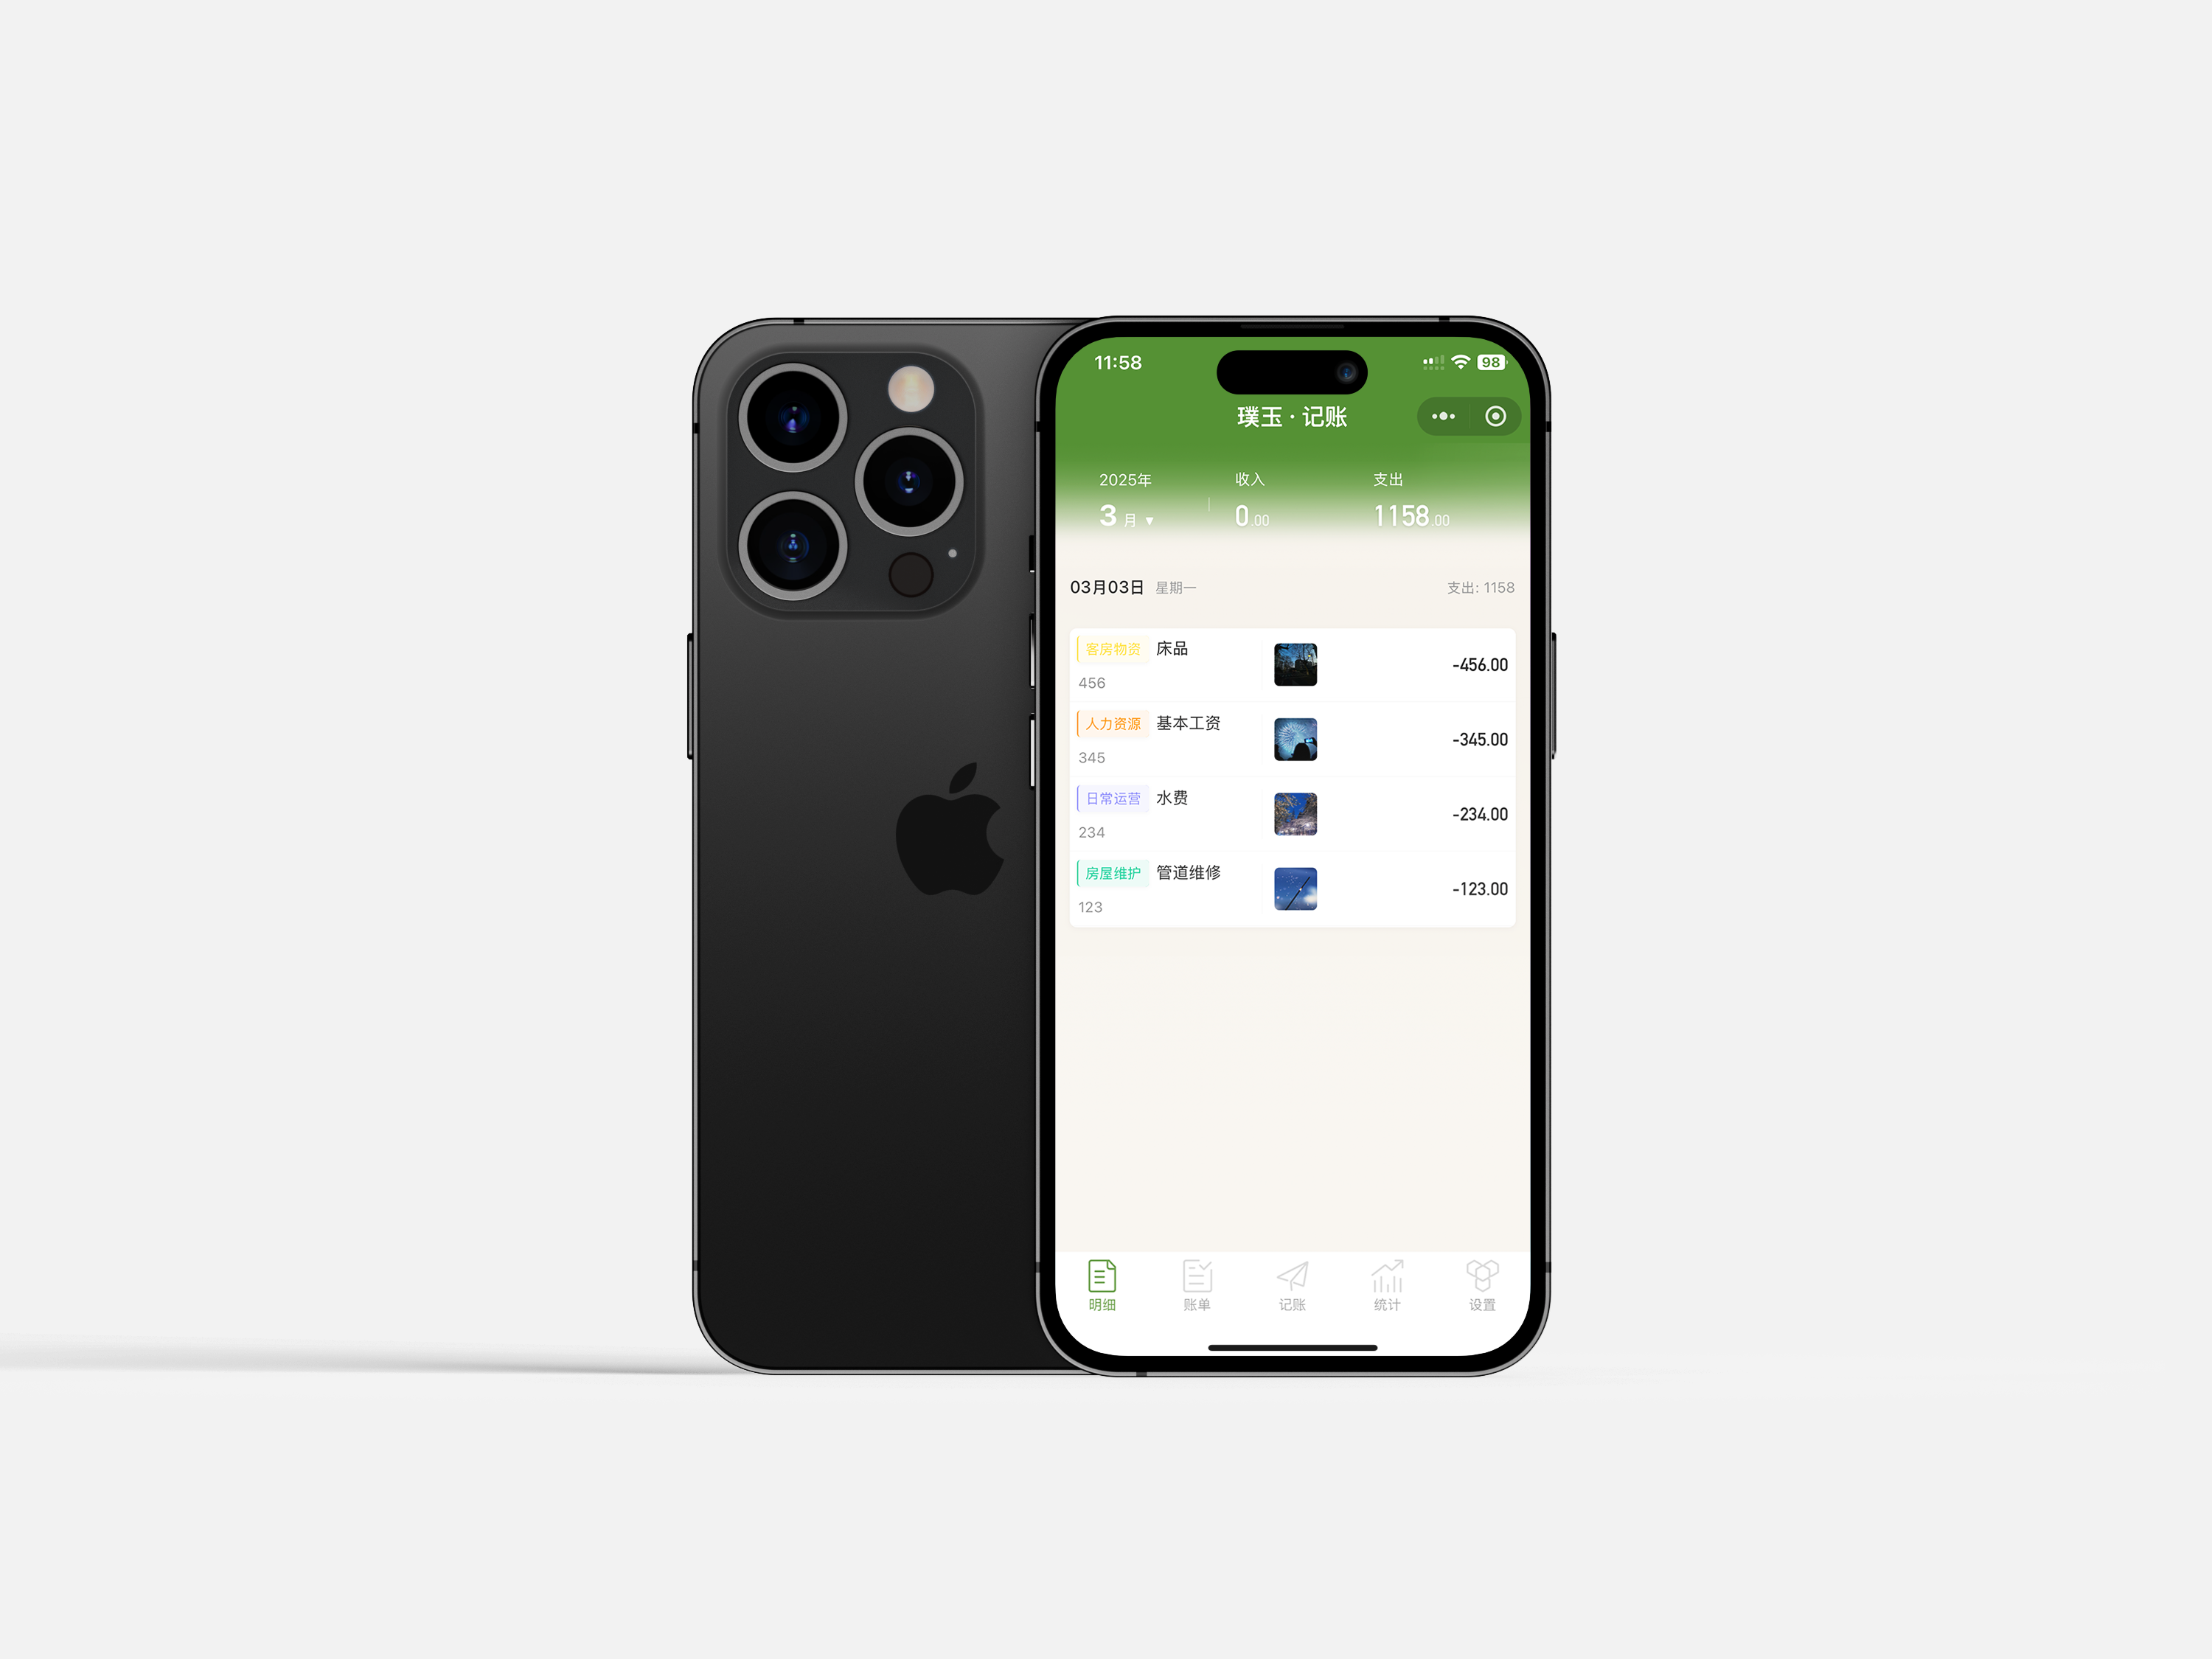 11:58
98
璞玉 · 记账
2025年 收入 支出
3 月 ▼ 0.00 1158.00
03月03日 星期一 支出: 1158
客房物资 床品
456
-456.00
人力资源 基本工资
345
-345.00
日常运营 水费
234
-234.00
房屋维护 管道维修
123
-123.00
明细 账单 记账 统计 设置